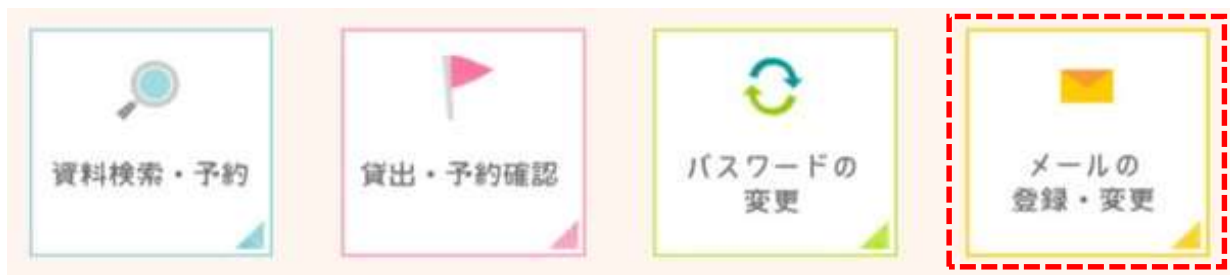 資料検索・予約
貸出・予約確認
パスワードの
変更
メールの
登録・変更